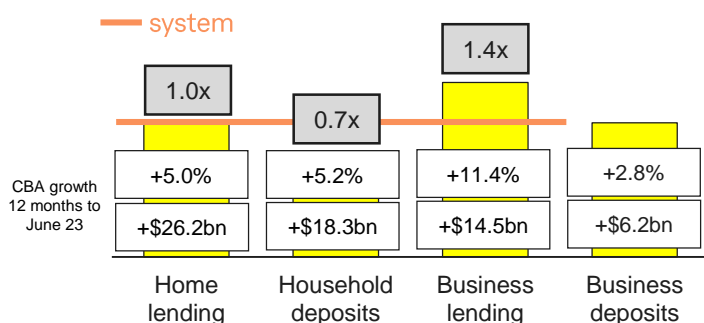 system
1.4x
1.0x
0.7x
CBA growth
12 months to
June 23
+5.0%
+5.2%
+11.4%
+2.8%
+$26.2bn
+$18.3bn
+$14.5bn
+$6.2bn
Home
lending
Household
deposits
Business
lending
Business
deposits